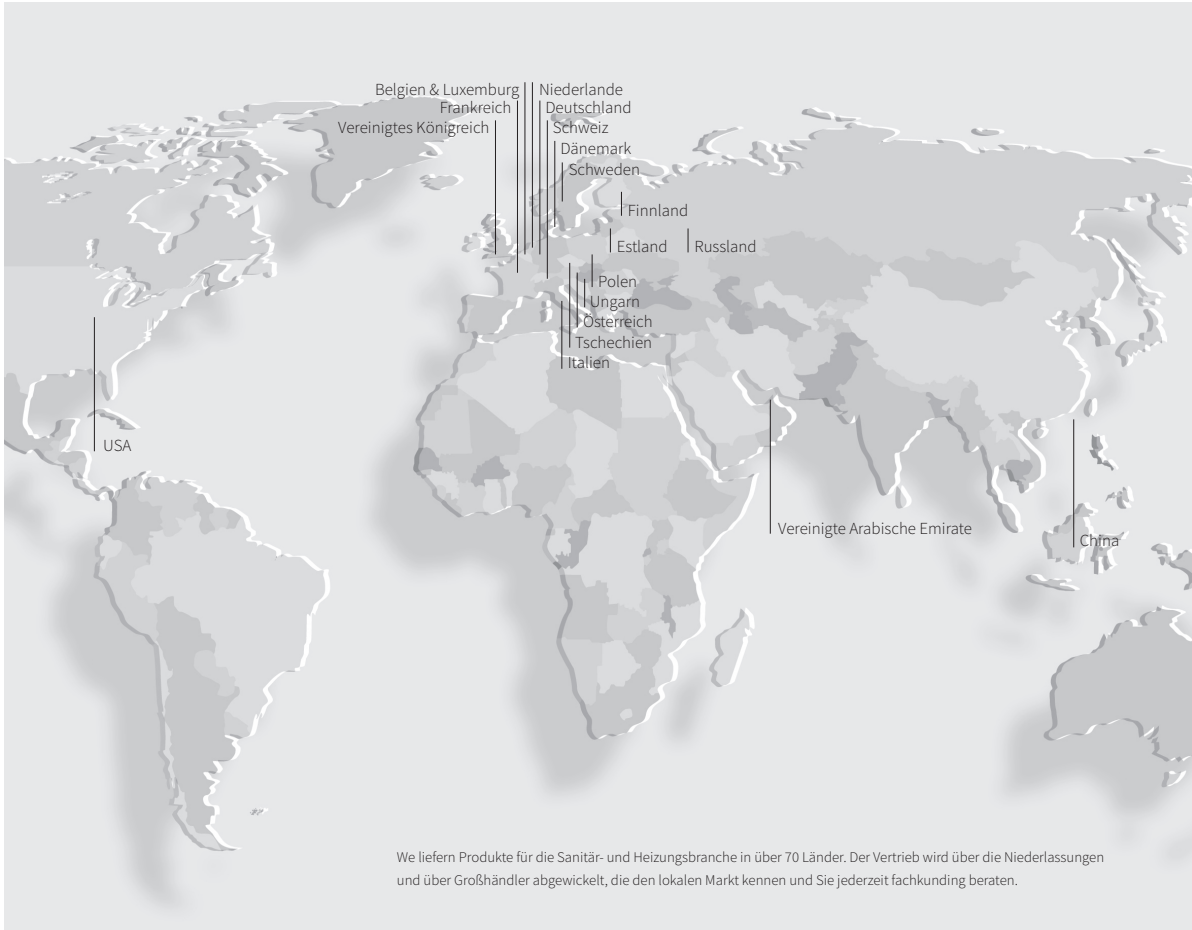 Belgien & Luxemburg
Niederlande
Frankreich
Deutschland
Vereinigtes Königreich
Schweiz
Dänemark
Schweden
Finnland
Estland
Russland
Polen
Ungarn
Österreich
Tschechien
Italien
USA
Vereinigte Arabische Emirate
China
We liefern Produkte für die Sanitär- und Heizungsbranche in über 70 Länder. Der Vertrieb wird über die Niederlassungen
und über Großhändler abgewickelt, die den lokalen Markt kennen und Sie jederzeit fachkunding beraten.